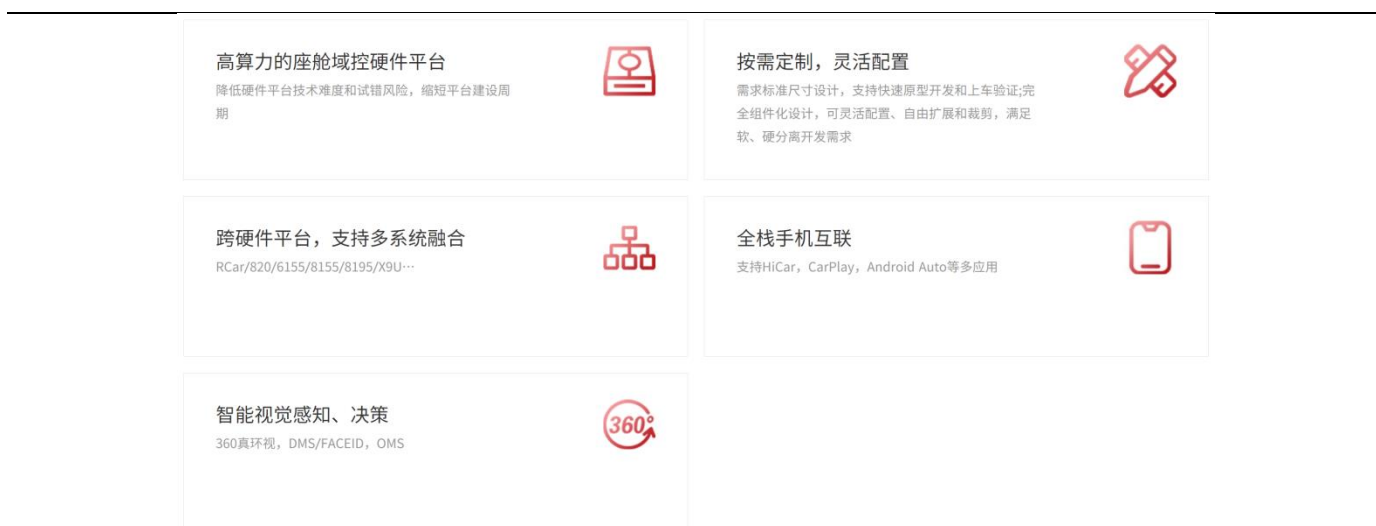 高算力的座舱域控硬件平台
降低硬件平台技术难度和试错风险，缩短平台建设周
期
按需定制，灵活配置
需求标准尺寸设计，支持快速原型开发和上车验证;完
全组件化设计，可灵活配置、自由扩展和裁剪，满足
软、硬分离开发需求
跨硬件平台，支持多系统融合
RCar/820/6155/8155/8195/X9U…
全栈手机互联
支持HiCar，CarPlay，Android Auto等多应用
智能视觉感知、决策
360真环视，DMS/FACEID，OMS
360°